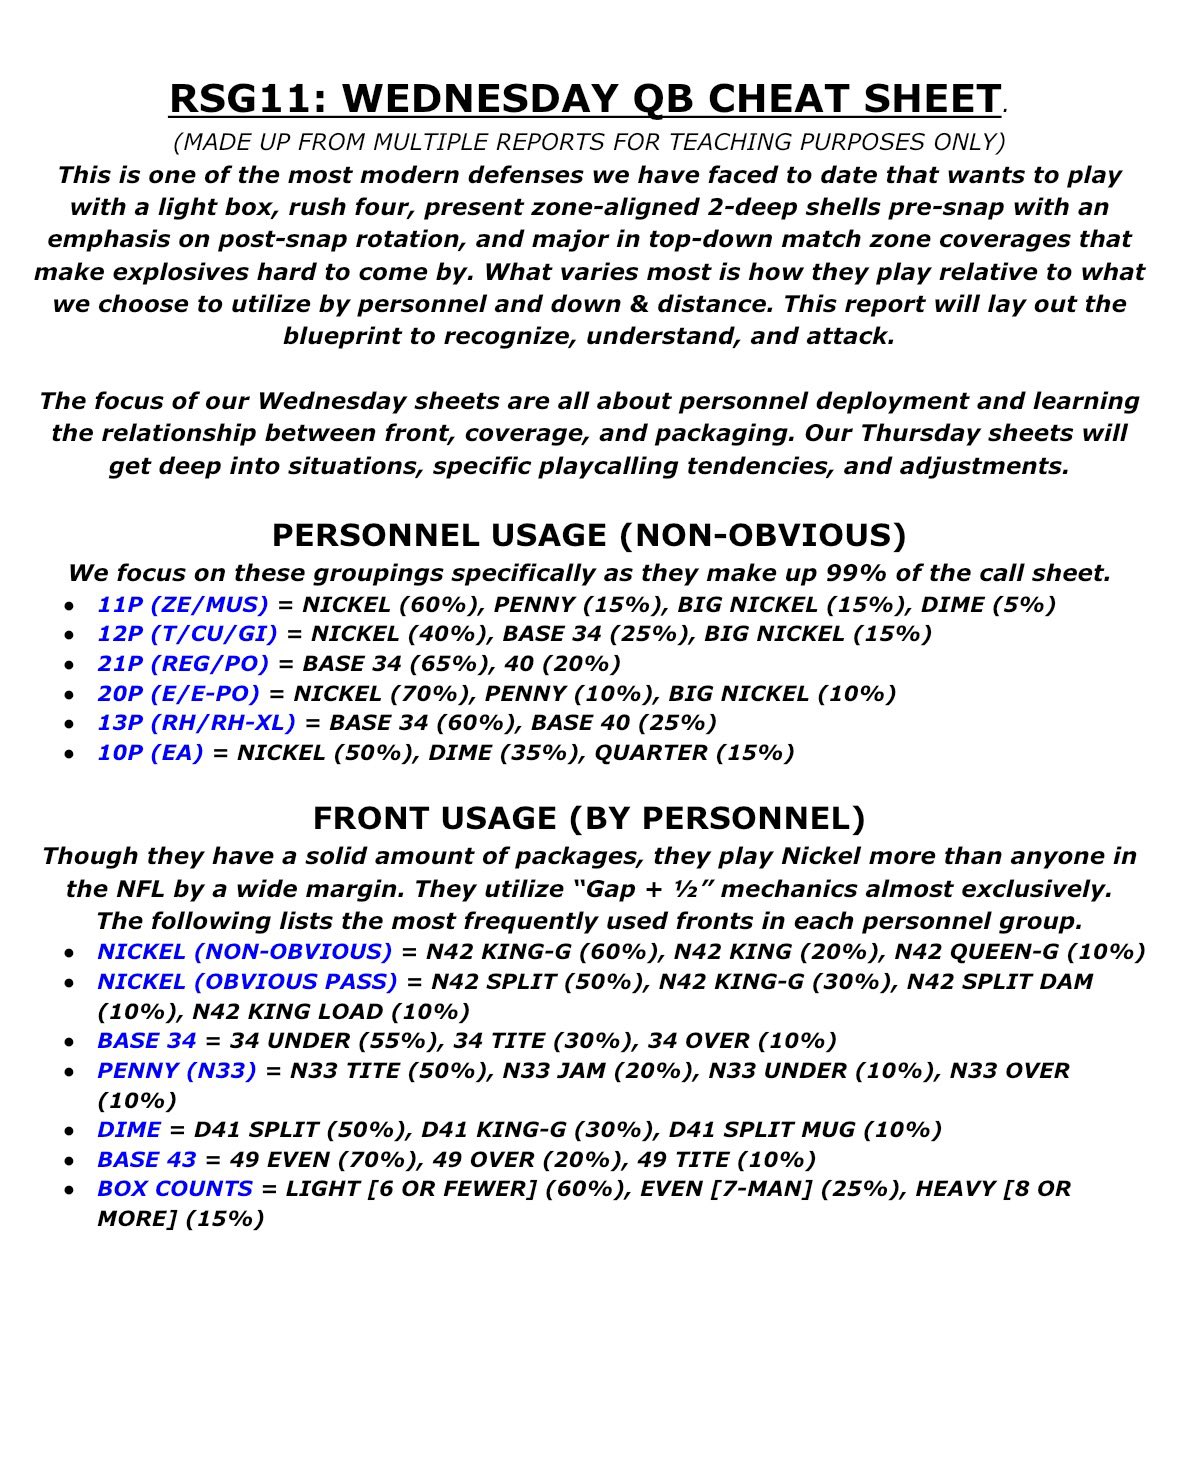 RSG11: WEDNESDAY QB CHEAT SHEET.
(MADE UP FROM MULTIPLE REPORTS FOR TEACHING PURPOSES ONLY)
This is one of the most modern defenses we have faced to date that wants to play
with a light box, rush four, present zone-aligned 2-deep shells pre-snap with an
emphasis on post-snap rotation, and major in top-down match zone coverages that
make explosives hard to come by. What varies most is how they play relative to what
we choose to utilize by personnel and down & distance. This report will lay out the
blueprint to recognize, understand, and attack.
The focus of our Wednesday sheets are all about personnel deployment and learning
the relationship between front, coverage, and packaging. Our Thursday sheets will
get deep into situations, specific playcalling tendencies, and adjustments.
PERSONNEL USAGE (NON-OBVIOUS)
We focus on these groupings specifically as they make up 99% of the call sheet.
• 11P (ZE/MUS) = NICKEL (60%), PENNY (15%), BIG NICKEL (15%), DIME (5%)
• 12P (T/CU/GI) = NICKEL (40%), BASE 34 (25%), BIG NICKEL (15%)
• 21P (REG/PO) = BASE 34 (65%), 40 (20%)
• 20P (E/E-PO) = NICKEL (70%), PENNY (10%), BIG NICKEL (10%)
• 13P (RH/RH-XL) = BASE 34 (60%), BASE 40 (25%)
• 10P (EA) = NICKEL (50%), DIME (35%), QUARTER (15%)
FRONT USAGE (BY PERSONNEL)
Though they have a solid amount of packages, they play Nickel more than anyone in
the NFL by a wide margin. They utilize “Gap + ½” mechanics almost exclusively.
The following lists the most frequently used fronts in each personnel group.
• NICKEL (NON-OBVIOUS) = N42 KING-G (60%), N42 KING (20%), N42 QUEEN-G (10%)
• NICKEL (OBVIOUS PASS) = N42 SPLIT (50%), N42 KING-G (30%), N42 SPLIT DAM
(10%), N42 KING LOAD (10%)
• BASE 34 = 34 UNDER (55%), 34 TITE (30%), 34 OVER (10%)
• PENNY (N33) = N33 TITE (50%), N33 JAM (20%), N33 UNDER (10%), N33 OVER
(10%)
• DIME = D41 SPLIT (50%), D41 KING-G (30%), D41 SPLIT MUG (10%)
• BASE 43 = 49 EVEN (70%), 49 OVER (20%), 49 TITE (10%)
• BOX COUNTS = LIGHT [6 OR FEWER] (60%), EVEN [7-MAN] (25%), HEAVY [8 OR
MORE] (15%)